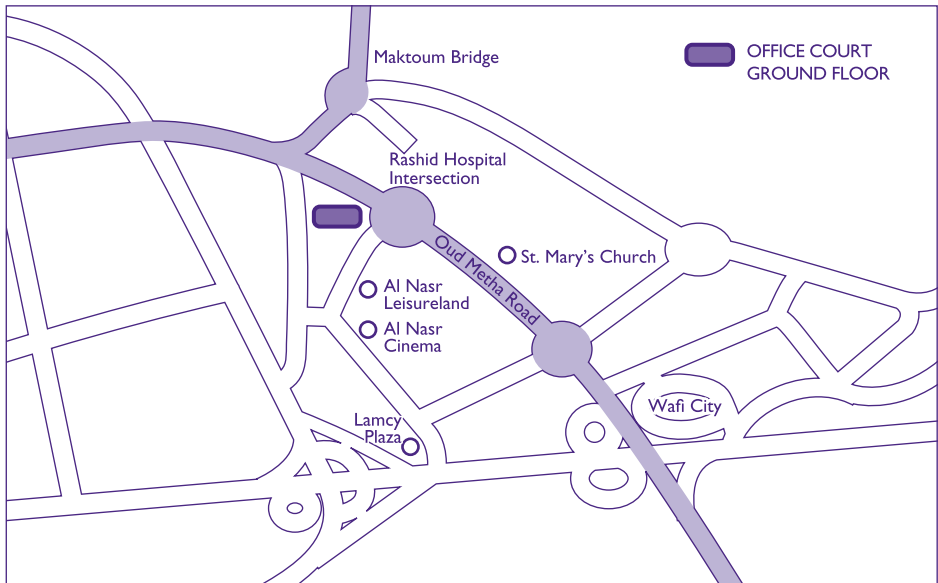 Maktoum Bridge
OFFICE COURT
GROUND FLOOR
Rashid Hospital
Intersection
Oud Metha Road
St. Mary's Church
Al Nasr
Leisureland
Al Nasr
Cinema
Wafi City
Lamcy
Plaza